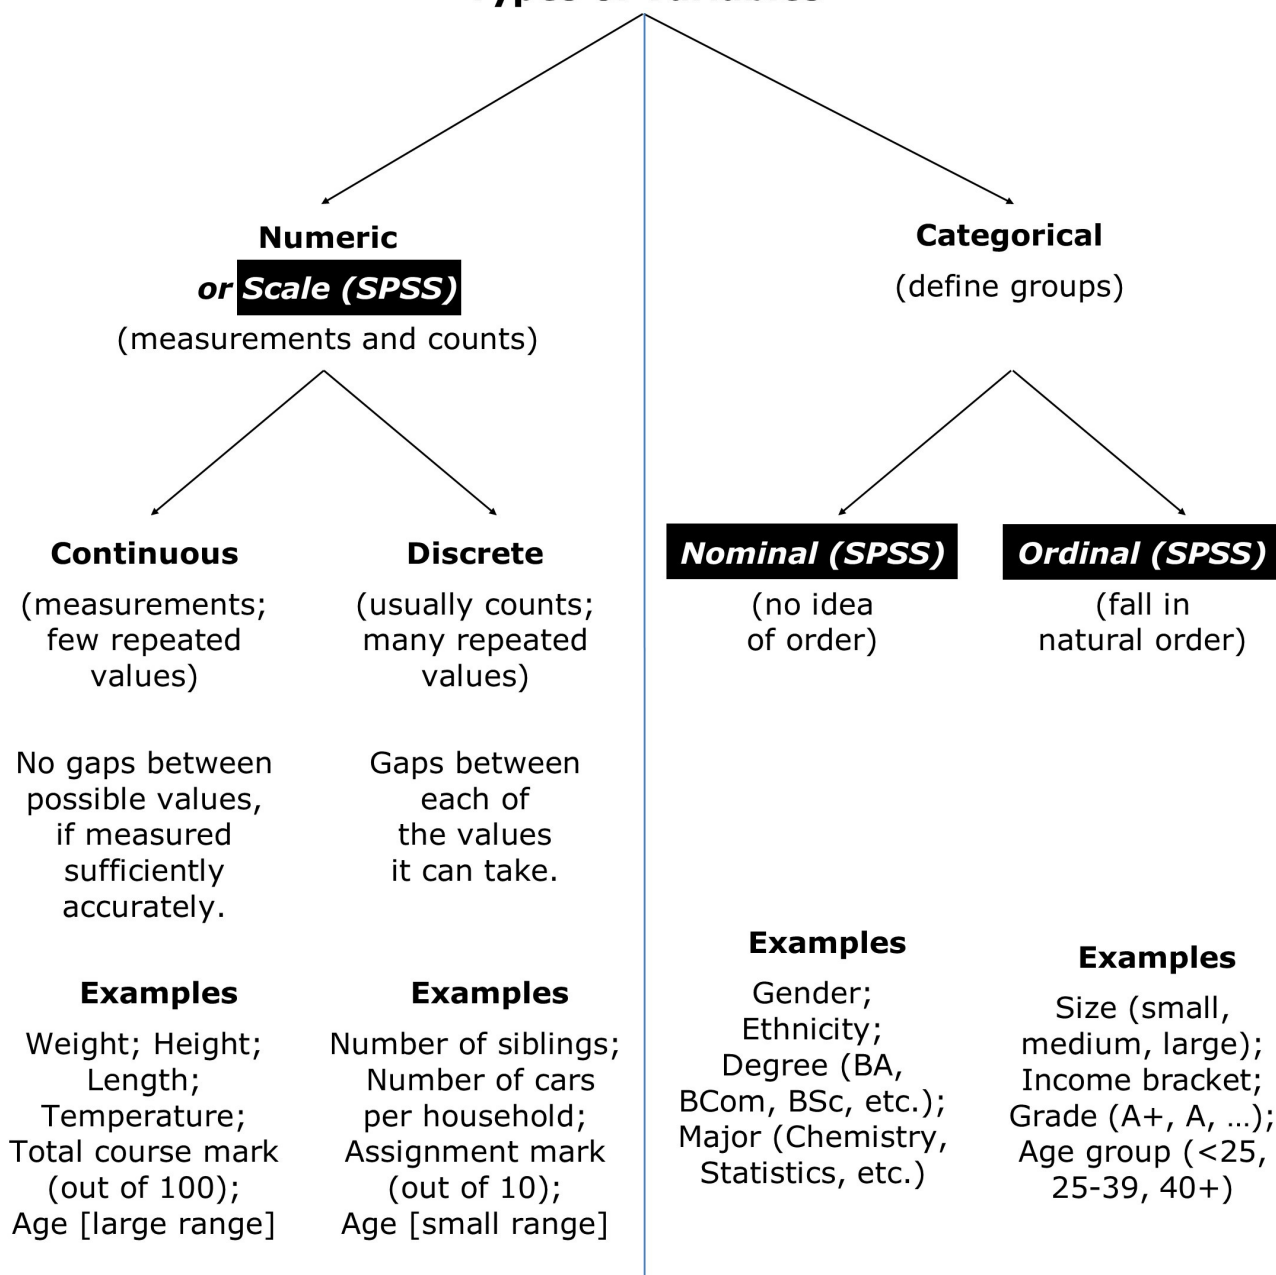 Types of Variables
Numeric
or Scale (SPSS)
(measurements and counts)
Categorical
(define groups)
Continuous
(measurements;
few repeated
values)
No gaps between
possible values,
if measured
sufficiently
accurately.
Examples
Weight; Height;
Length;
Temperature;
Total course mark
(out of 100);
Age [large range]
Discrete
(usually counts;
many repeated
values)
Gaps between
each of
the values
it can take.
Examples
Number of siblings;
Number of cars
per household;
Assignment mark
(out of 10);
Age [small range]
Nominal (SPSS)
(no idea
of order)
Examples
Gender;
Ethnicity;
Degree (BA,
BCom, BSc, etc.);
Major (Chemistry,
Statistics, etc.)
Ordinal (SPSS)
(fall in
natural order)
Examples
Size (small,
medium, large);
Income bracket;
Grade (A+, A, …);
Age group (<25,
25-39, 40+)